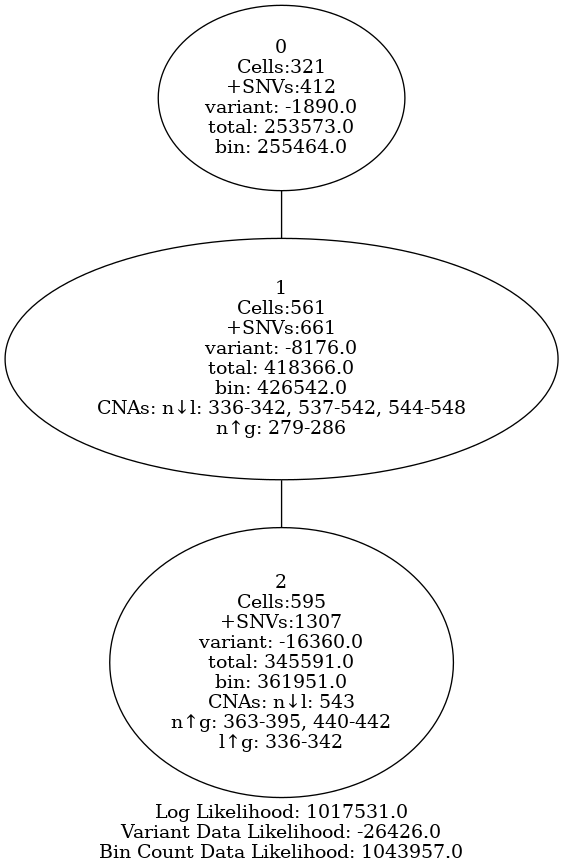 0
Cells:321
+SNVs:412
variant: -1890.0
total: 253573.0
bin: 255464.0
1
Cells:561
+SNVs:661
variant: -8176.0
total: 418366.0
bin: 426542.0
CNAs: n↓l: 336-342, 537-542, 544-548
n↑g: 279-286
2
Cells:595
+SNVs:1307
variant: -16360.0
total: 345591.0
bin: 361951.0
CNAs: n↓l: 543
n↑g: 363-395, 440-442
l↑g: 336-342
Log Likelihood: 1017531.0
Variant Data Likelihood: -26426.0
Bin Count Data Likelihood: 1043957.0